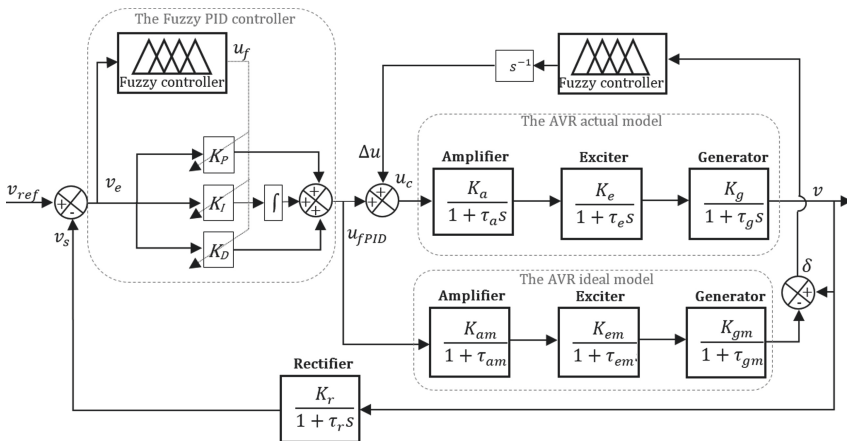 The Fuzzy PID controller
Fuzzy controller
u_f
K_P
K_I
∫
K_D
v_ref
+
-
v_e
v_s
+
+
+
u_fPID
Δu
+
+
u_c
s⁻¹
Fuzzy controller
The AVR actual model
Amplifier
Exciter
Generator
K_a
1 + τ_a s
K_e
1 + τ_e s
K_g
1 + τ_g s
v
δ
+
-
The AVR ideal model
Amplifier
Exciter
Generator
K_am
1 + τ_am
K_em
1 + τ_em
K_gm
1 + τ_gm
Rectifier
K_r
1 + τ_r s